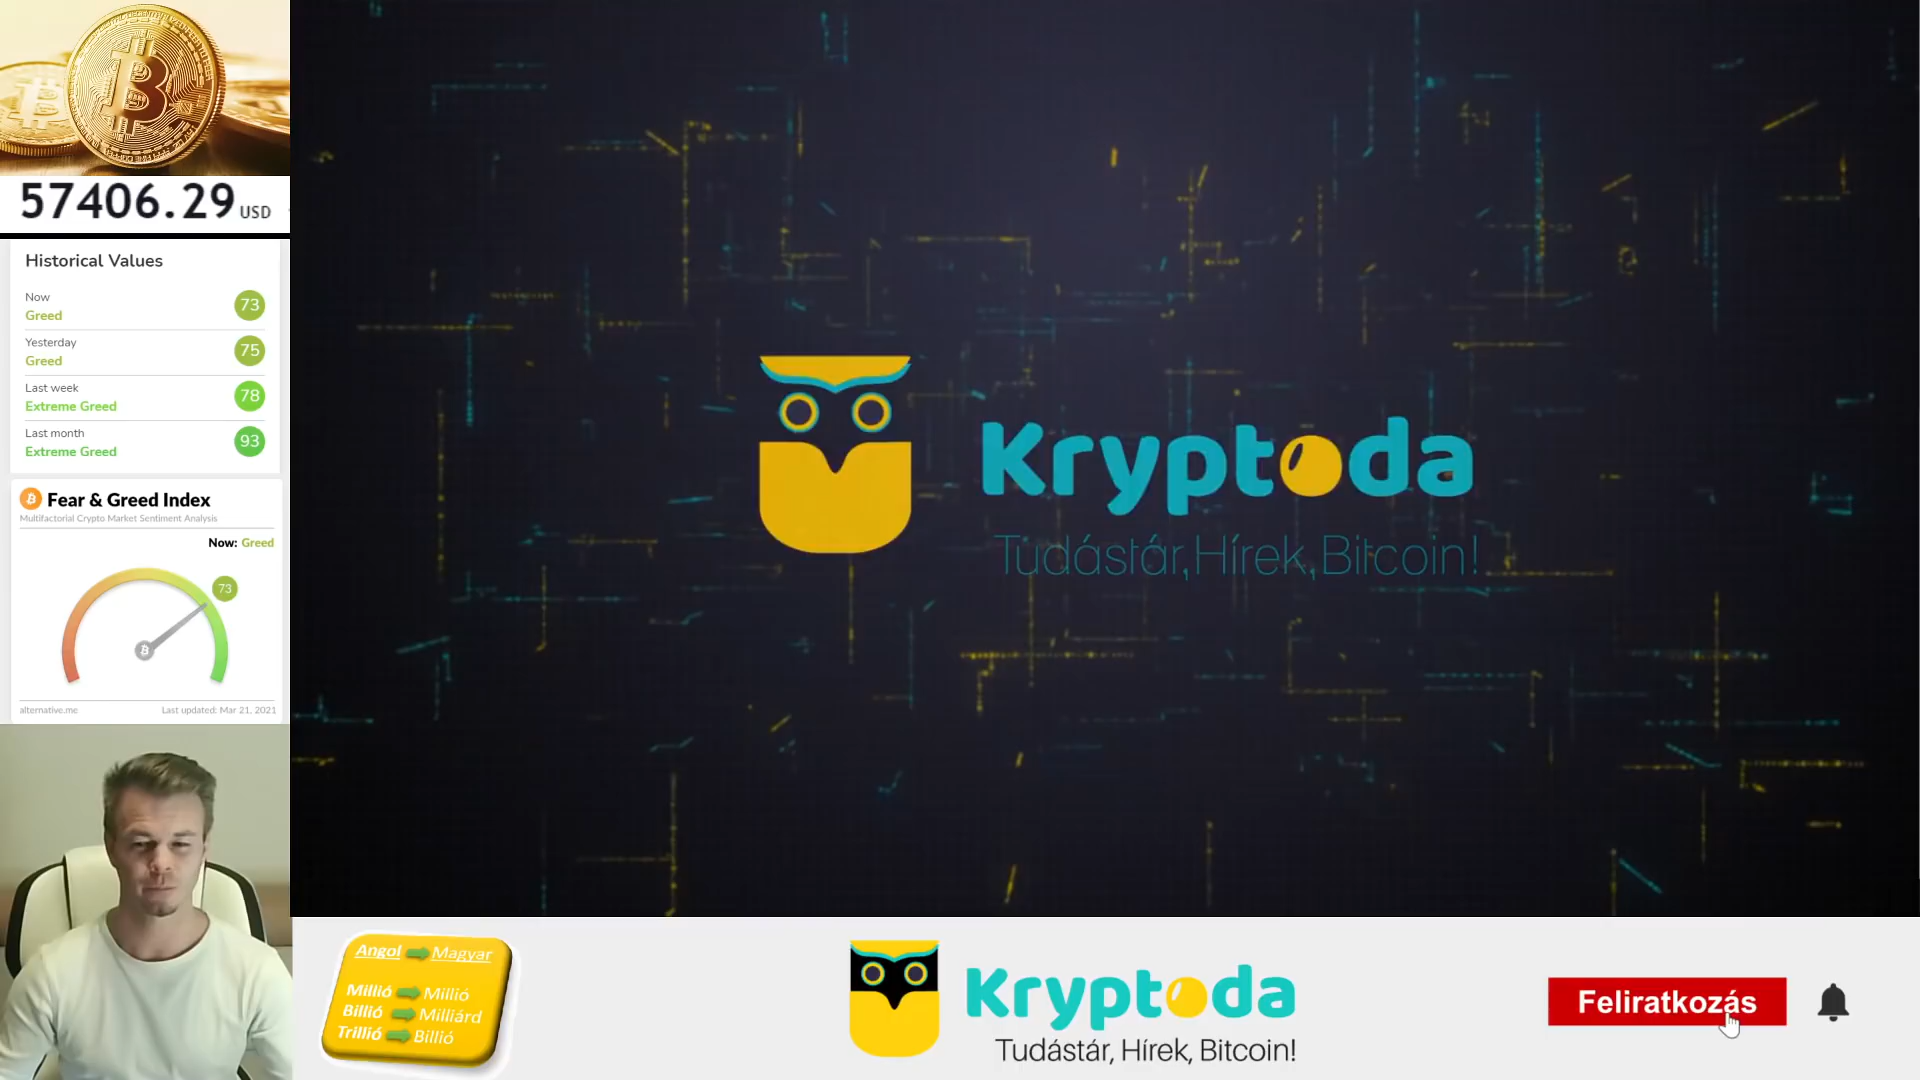 57406.29 USD
Historical Values
Now
Greed
73
Yesterday
Greed
75
Last week
Extreme Greed
78
Last month
Extreme Greed
93
Fear & Greed Index
Multifactorial Crypto Market Sentiment Analysis
Now: Greed
73
alternative.me
Last updated: Mar 21, 2021
Kryptoda
Tudástár, Hírek, Bitcoin!
Angol Magyar
Millió Millió
Billió Milliárd
Trillió Billió
Kryptoda
Tudástár, Hírek, Bitcoin!
Feliratkozás